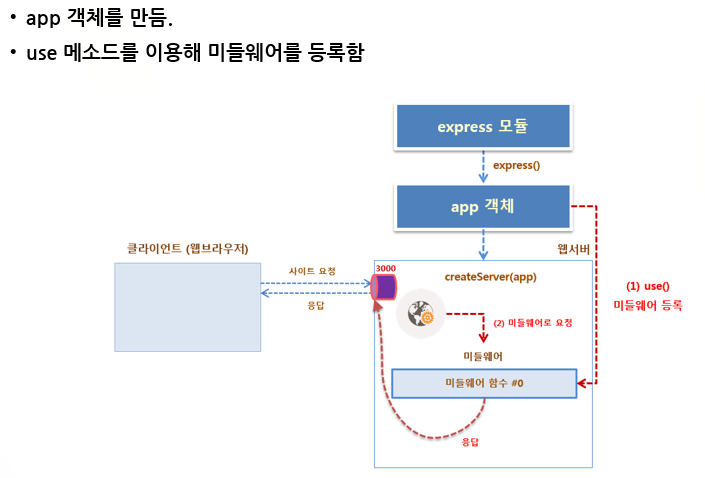 • app 객체를 만듬.
• use 메소드를 이용해 미들웨어를 등록함
express 모듈
express()
app 객체
웹서버
클라이언트 (웹브라우저)
사이트 요청
응답
3000
createServer(app)
(1) use()
미들웨어 등록
(2) 미들웨어로 요청
미들웨어
미들웨어 함수 #0
응답